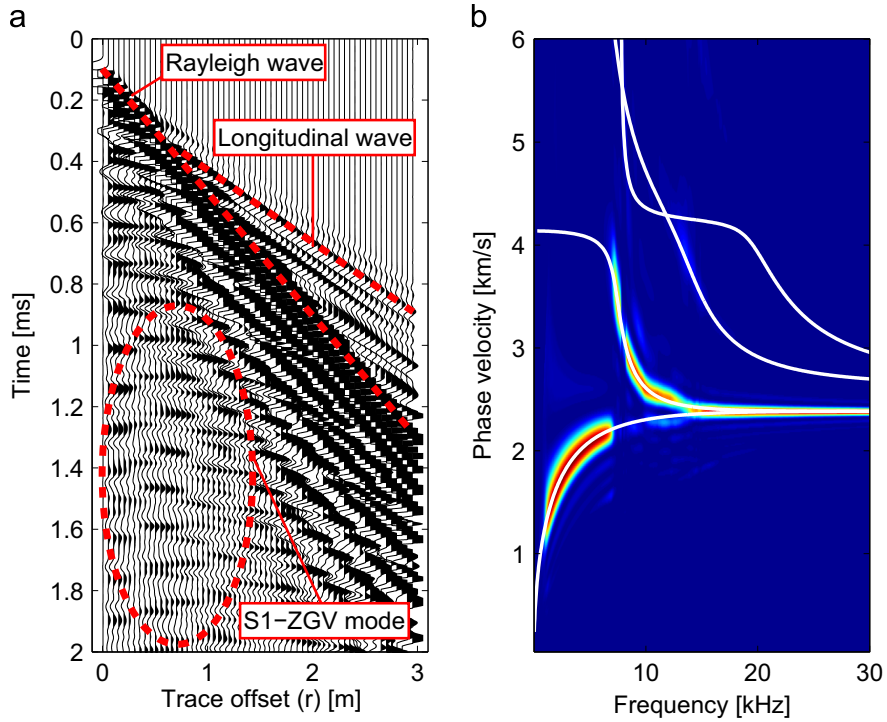 a
0
0.2
0.4
0.6
0.8
1
1.2
1.4
1.6
1.8
2
Time [ms]
Rayleigh wave
Longitudinal wave
S1−ZGV mode
0
1
2
3
Trace offset (r) [m]
b
6
5
4
3
2
1
Phase velocity [km/s]
10
20
30
Frequency [kHz]